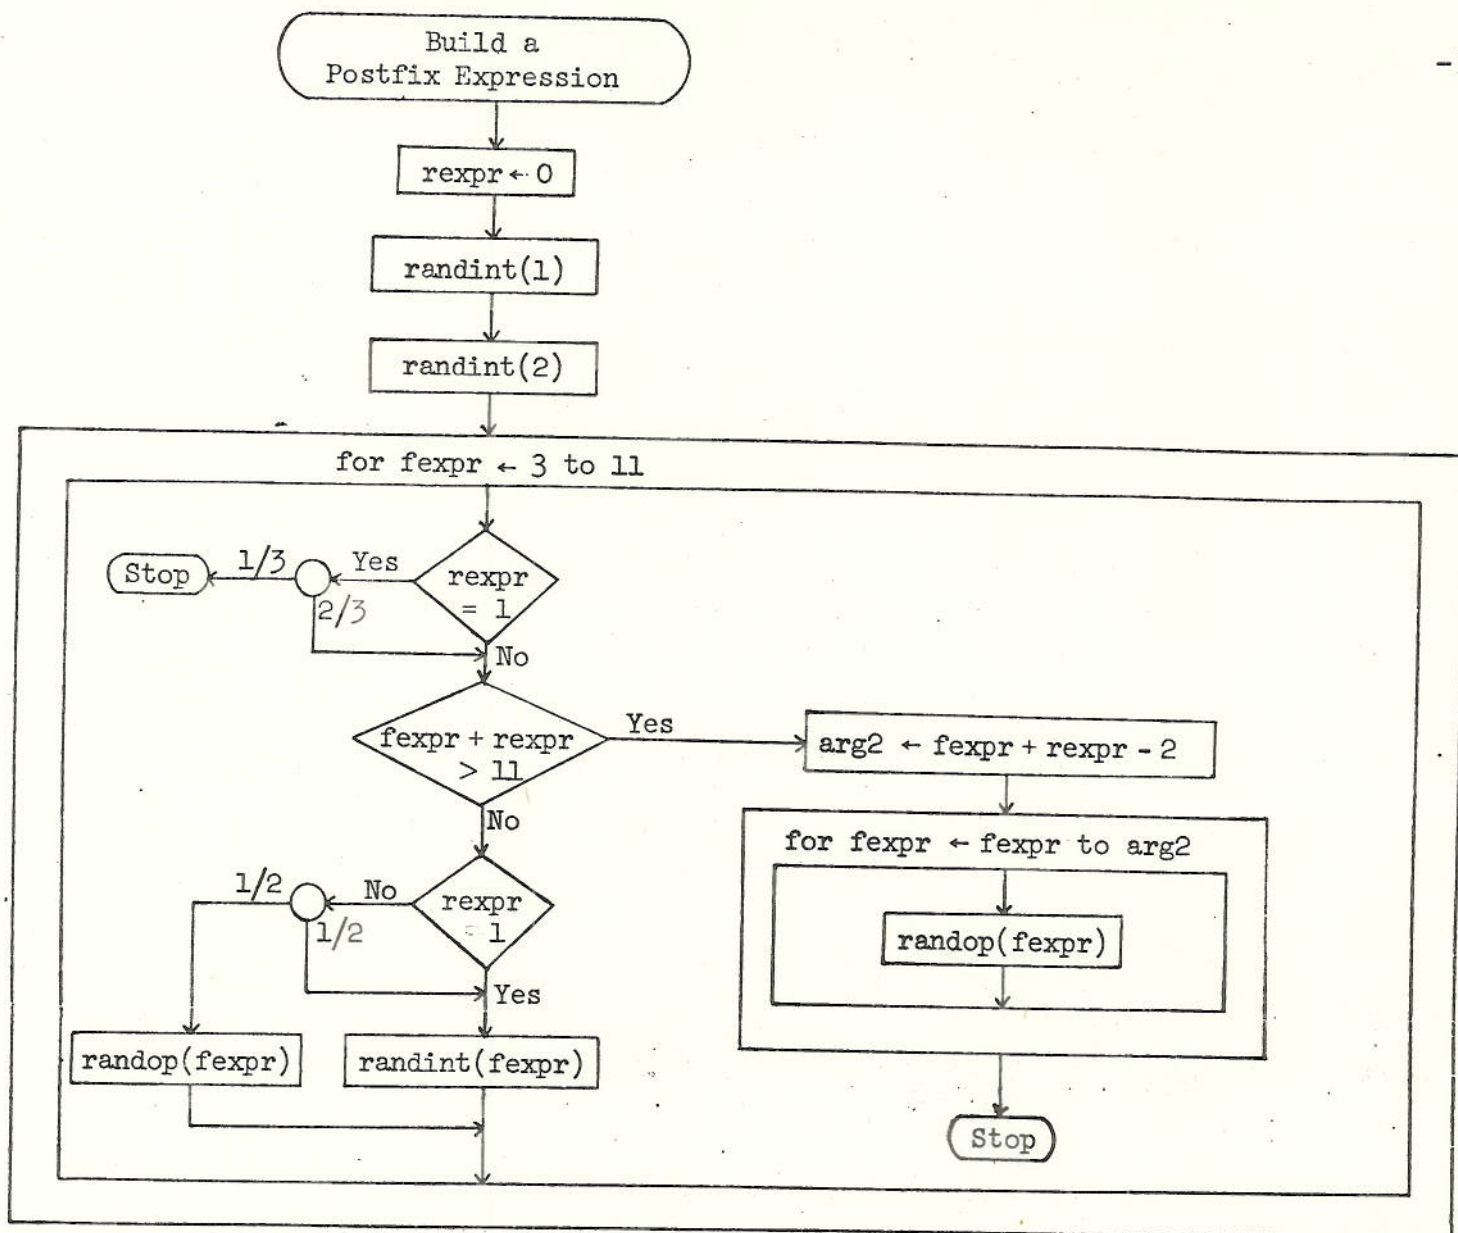 Build a
Postfix Expression
rexpr ← 0
randint(1)
randint(2)
for fexpr ← 3 to 11
Stop
1/3
Yes
2/3
rexpr
= 1
No
fexpr + rexpr
> 11
Yes
arg2 ← fexpr + rexpr - 2
No
for fexpr ← fexpr to arg2
1/2
No
1/2
rexpr
= 1
Yes
randop(fexpr)
randop(fexpr)
randint(fexpr)
Stop